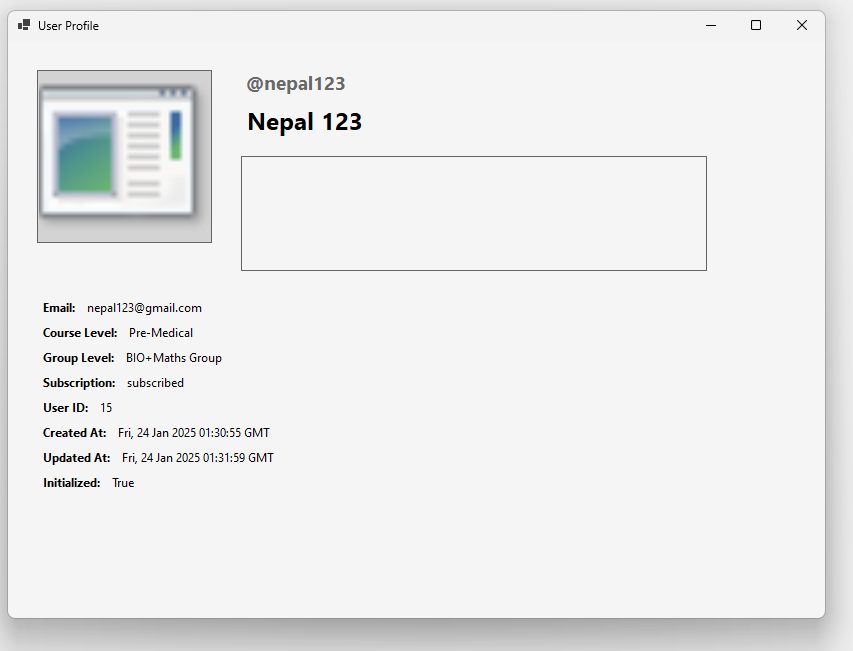 User Profile
@nepal123
Nepal 123
Email: nepal123@gmail.com
Course Level: Pre-Medical
Group Level: BIO+Maths Group
Subscription: subscribed
User ID: 15
Created At: Fri, 24 Jan 2025 01:30:55 GMT
Updated At: Fri, 24 Jan 2025 01:31:59 GMT
Initialized: True